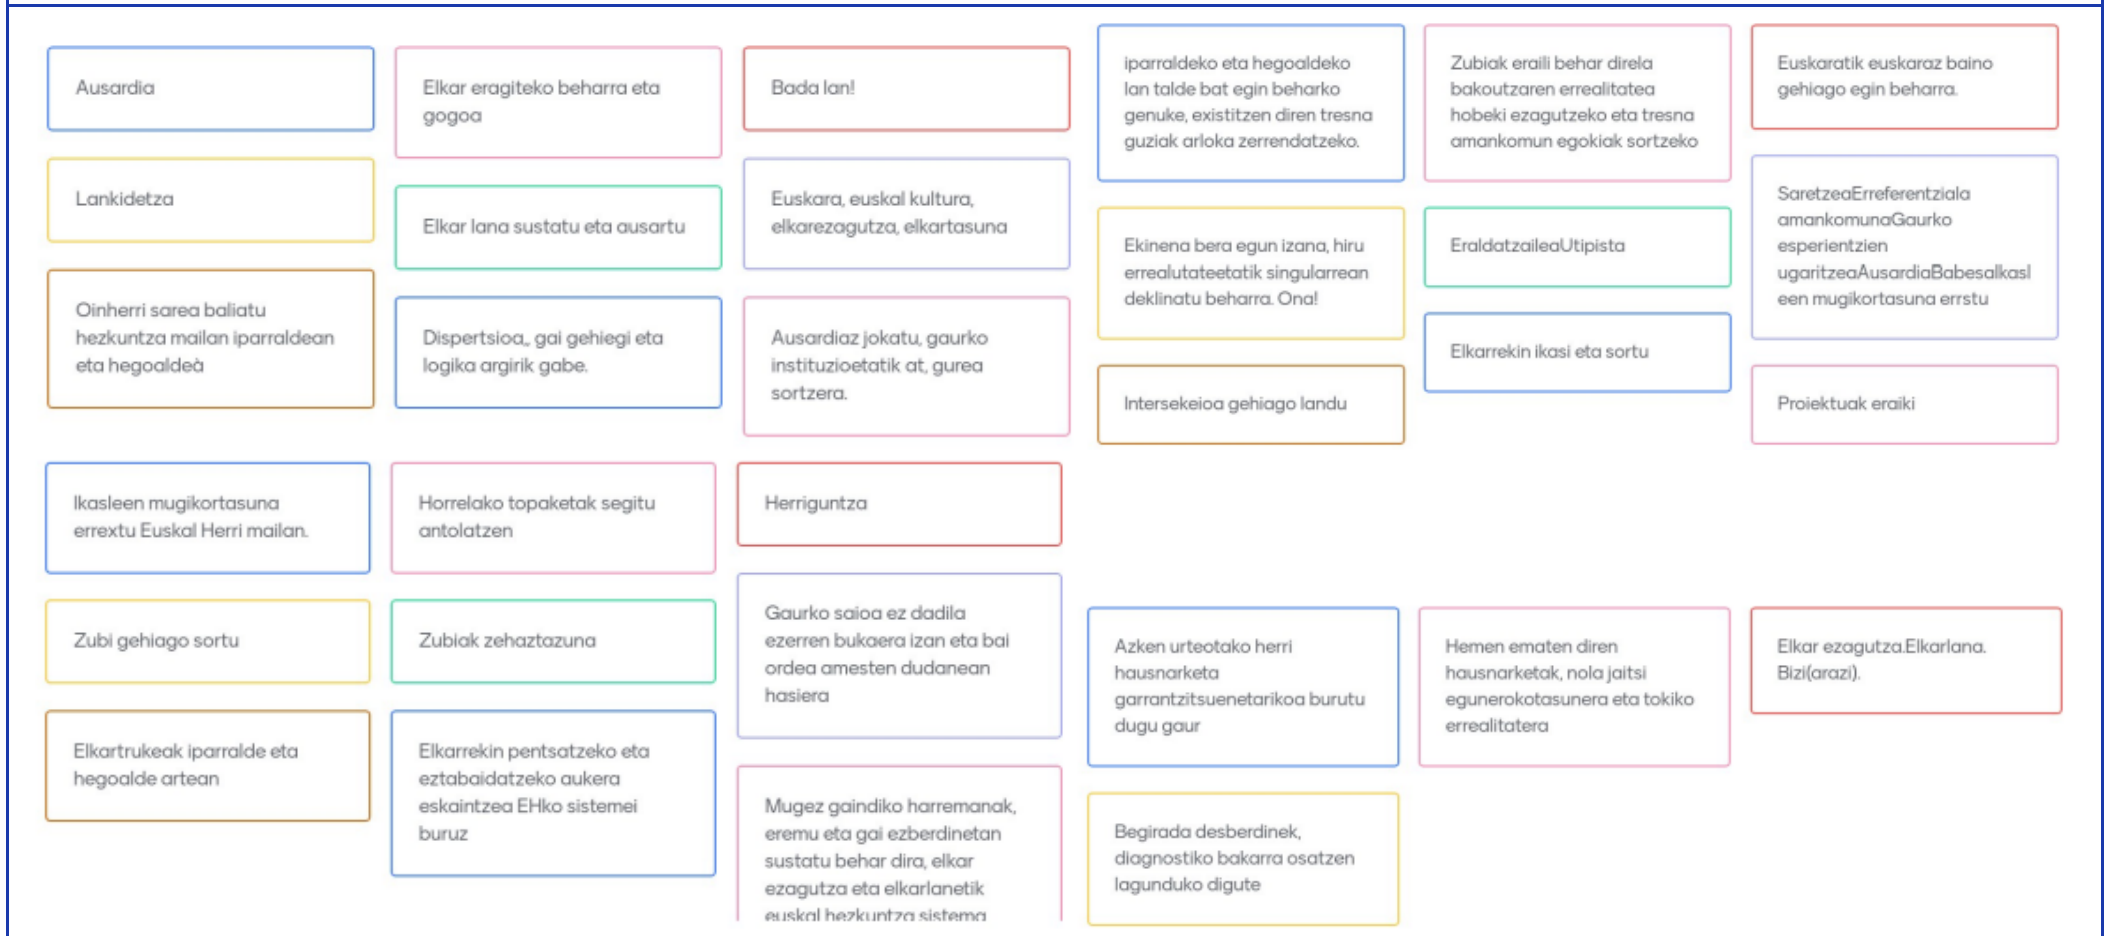 Ausardia
Lankidetza
Oinherri sarea baliatu
hezkuntza mailan iparraldean
eta hegoaldeà
Elkar eragiteko beharra eta
gogoa
Elkar lana sustatu eta ausartu
Dispertsioa,, gai gehiegi eta
logika argirik gabe.
Bada lan!
Euskara, euskal kultura,
elkarezagutza, elkartasuna
Ausardiaz jokatu, gaurko
instituzioetatik at, gurea
sortzera.
iparraldeko eta hegoaldeko
lan talde bat egin beharko
genuke, existitzen diren tresna
guziak arloka zerrendatzeko.
Ekinena bera egun izana, hiru
errealutateetatik singularrean
deklinatu beharra. Ona!
Intersekeioa gehiago landu
Zubiak eraili behar direla
bakoutzaren errealitatea
hobeki ezagutzeko eta tresna
amankomun egokiak sortzeko
EraldatzaileaUtipista
Elkarrekin ikasi eta sortu
Euskaratik euskaraz baino
gehiago egin beharra.
SaretzeaErreferentziala
amankomunaGaurko
esperientzien
ugaritzeaAusardiaBabesalkasl
een mugikortasuna errstu
Proiektuak eraiki
Ikasleen mugikortasuna
errextu Euskal Herri mailan.
Zubi gehiago sortu
Elkartrukeak iparralde eta
hegoalde artean
Horrelako topaketak segitu
antolatzen
Zubiak zehaztazuna
Elkarrekin pentsatzeko eta
eztabaidatzeko aukera
eskaintzea EHko sistemei
buruz
Herriguntza
Gaurko saioa ez dadila
ezerren bukaera izan eta bai
ordea amesten dudanean
hasiera
Mugez gaindiko harremanak,
eremu eta gai ezberdinetan
sustatu behar dira, elkar
ezagutza eta elkarlanetik
euskal hezkuntza sistema
Azken urteotako herri
hausnarketa
garrantzitsuenetarikoa burutu
dugu gaur
Begirada desberdinek,
diagnostiko bakarra osatzen
lagunduko digute
Hemen ematen diren
hausnarketak, nola jaitsi
egunerokotasunera eta tokiko
errealitatera
Elkar ezagutza.Elkarlana.
Bizi(arazi).